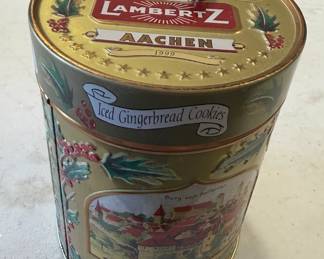 LAMBERTZ
AACHEN
1999
Iced Gingerbread Cookies